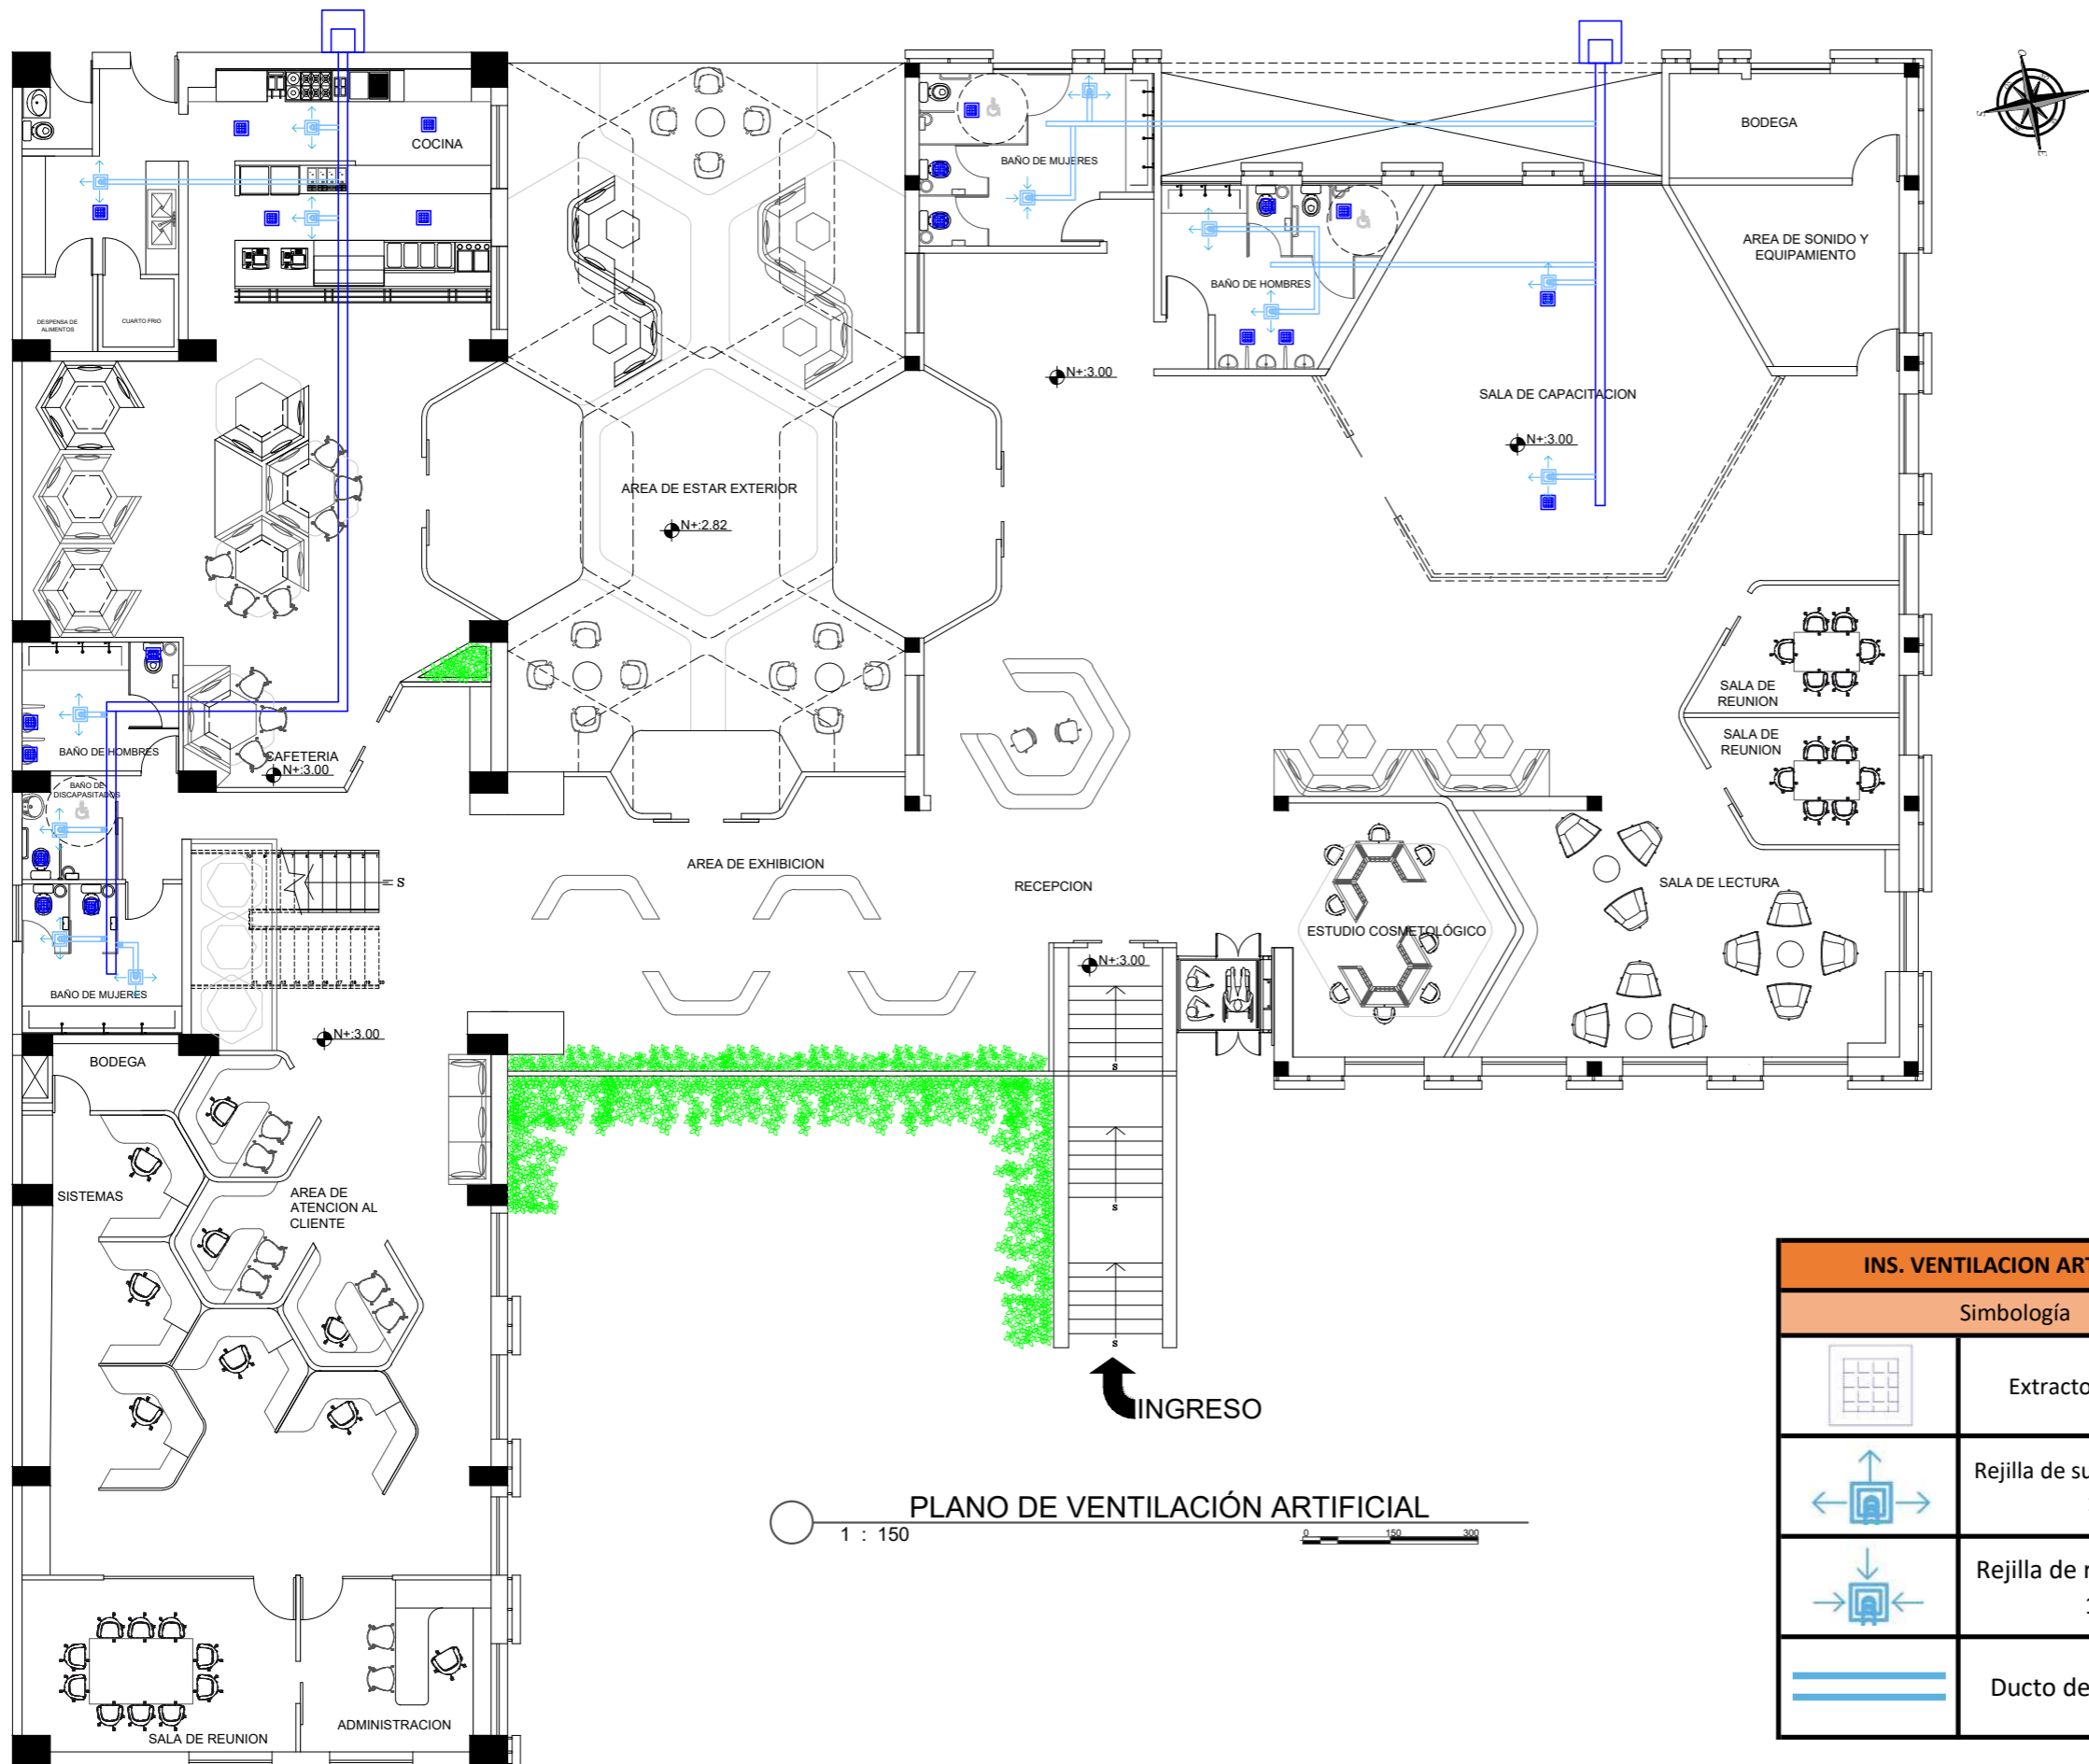 COCINA
BAÑO DE MUJERES
BODEGA
AREA DE SONIDO Y
EQUIPAMIENTO
BAÑO DE HOMBRES
DESPENSA DE
ALIMENTOS
CUARTO FRIO
N+:3.00
SALA DE CAPACITACION
N+:3.00
AREA DE ESTAR EXTERIOR
N+:2.82
SALA DE
REUNION
SALA DE
REUNION
BAÑO DE HOMBRES
CAFETERIA
N+:3.00
BAÑO DE
DISCAPASITADOS
S
AREA DE EXHIBICION
RECEPCION
SALA DE LECTURA
ESTUDIO COSMETOLÓGICO
N+:3.00
BAÑO DE MUJERES
N+:3.00
BODEGA
S
SISTEMAS
AREA DE
ATENCION AL
CLIENTE
S
S
INGRESO
PLANO DE VENTILACIÓN ARTIFICIAL
1 : 150
0 150 300
SALA DE REUNION
ADMINISTRACION
INS. VENTILACION ART
Simbología
Extracto
Rejilla de su
Rejilla de r
Ducto de